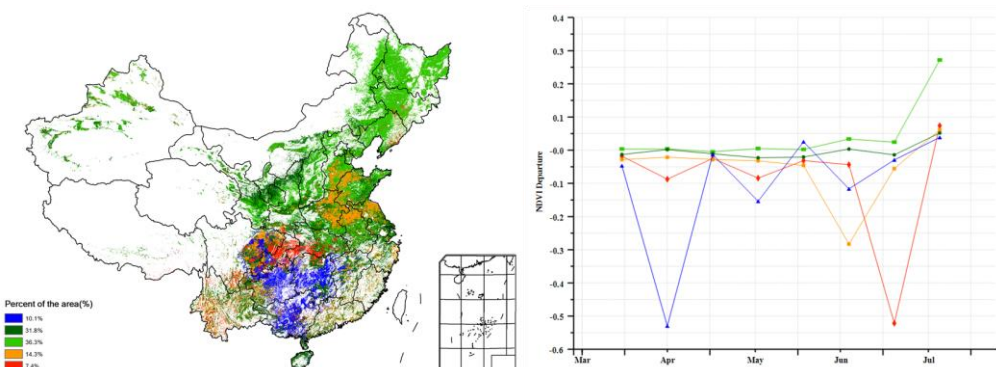 Percent of the area(%)
10.1%
31.8%
36.3%
14.3%
7.4%
0.4
0.3
0.2
0.1
-0.0
-0.1
-0.2
-0.3
-0.4
-0.5
-0.6
NDVI Departure
Mar
Apr
May
Jun
Jul